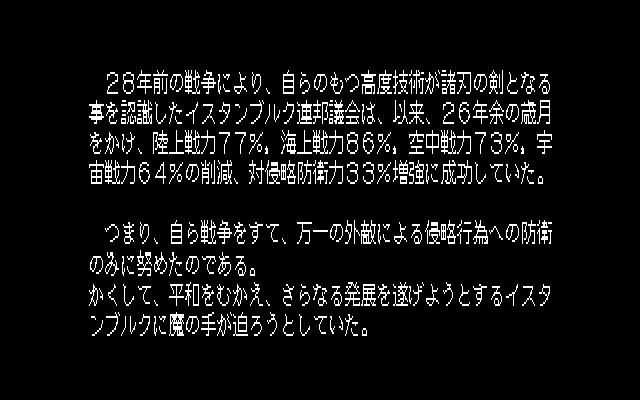 ２８年前の戦争により、自らのもつ高度技術が諸刃の剣となる
事を認識したイスタンブルク連邦議会は、以来、２６年余の歳月
をかけ、陸上戦力７７％，海上戦力８６％，空中戦力７３％，宇
宙戦力６４％の削減、対侵略防衛力３３％増強に成功していた。
つまり、自ら戦争をすて、万一の外敵による侵略行為への防衛
のみに努めたのである。
かくして、平和をむかえ、さらなる発展を遂げようとするイスタ
ンブルクに魔の手が迫ろうとしていた。